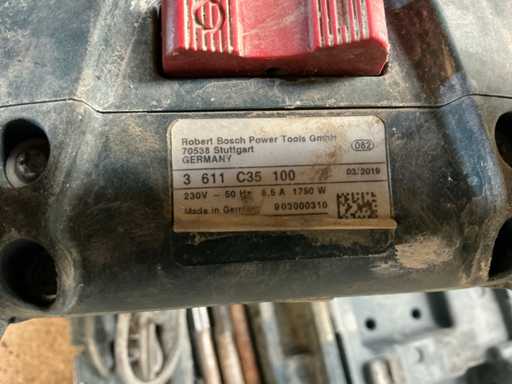 Robert Bosch Power Tools GmbH
70538 Stuttgart
GERMANY
062
3 611 C35 100
03/2019
230V ~ 50 Hz 8,5 A 1750 W
Made in Germany
903000310